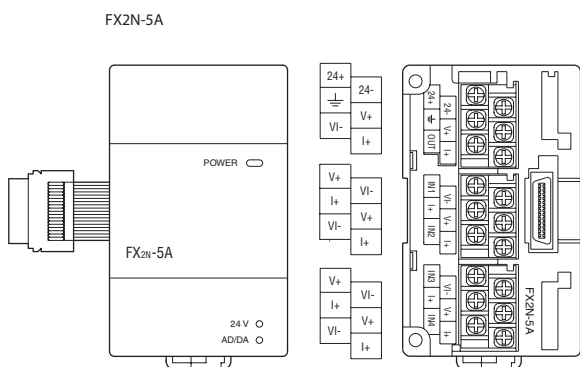 FX2N-5A
POWER
FX2N-5A
24 V
AD/DA
24+
24-
V+
VI-
I+
V+
VI-
I+
V+
VI-
I+
V+
VI-
I+
V+
VI-
I+
24+
24-
V+
OUT
I+
IN1
VI-
I+
V+
IN2
I+
IN3
VI-
I+
V+
IN4
I+
FX2N-5A